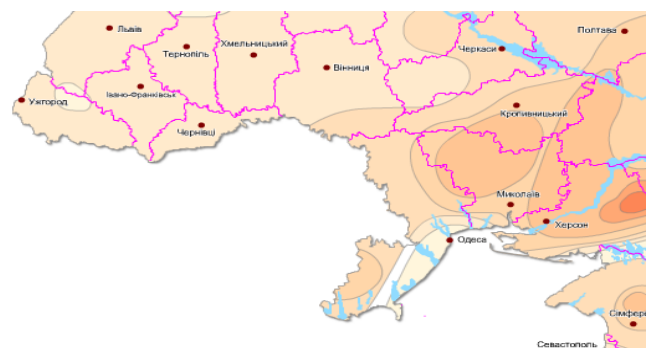 Львів
Полтава
Хмельницький
Тернопіль
Черкаси
Вінниця
Івано-Франківськ
Ужгород
Кропивницький
Чернівці
Миколаїв
Херсон
Одеса
Сімферо
Севастополь